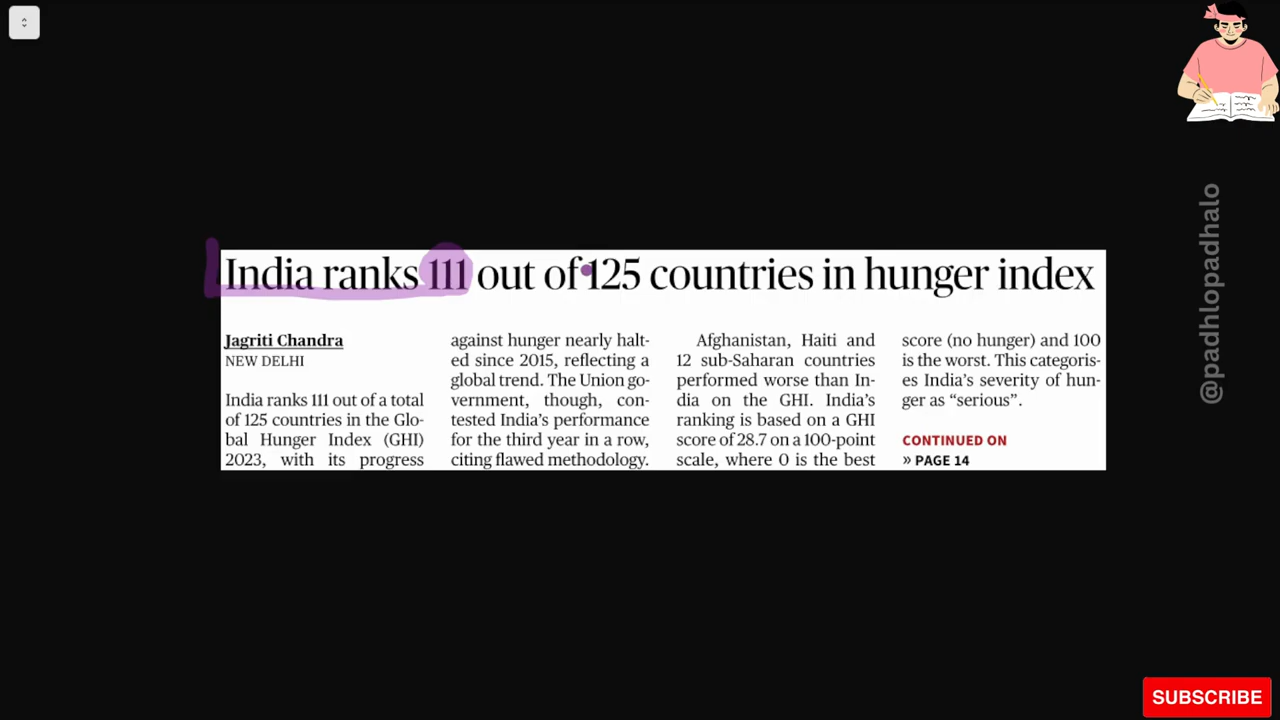 India ranks 111 out of 125 countries in hunger index
Jagriti Chandra
NEW DELHI
India ranks 111 out of a total
of 125 countries in the Glo-
bal Hunger Index (GHI)
2023, with its progress
against hunger nearly halt-
ed since 2015, reflecting a
global trend. The Union go-
vernment, though, con-
tested India's performance
for the third year in a row,
citing flawed methodology.
Afghanistan, Haiti and
12 sub-Saharan countries
performed worse than In-
dia on the GHI. India's
ranking is based on a GHI
score of 28.7 on a 100-point
scale, where 0 is the best
score (no hunger) and 100
is the worst. This categoris-
es India's severity of hun-
ger as “serious”.
CONTINUED ON
» PAGE 14
@padhlopadhalo
SUBSCRIBE